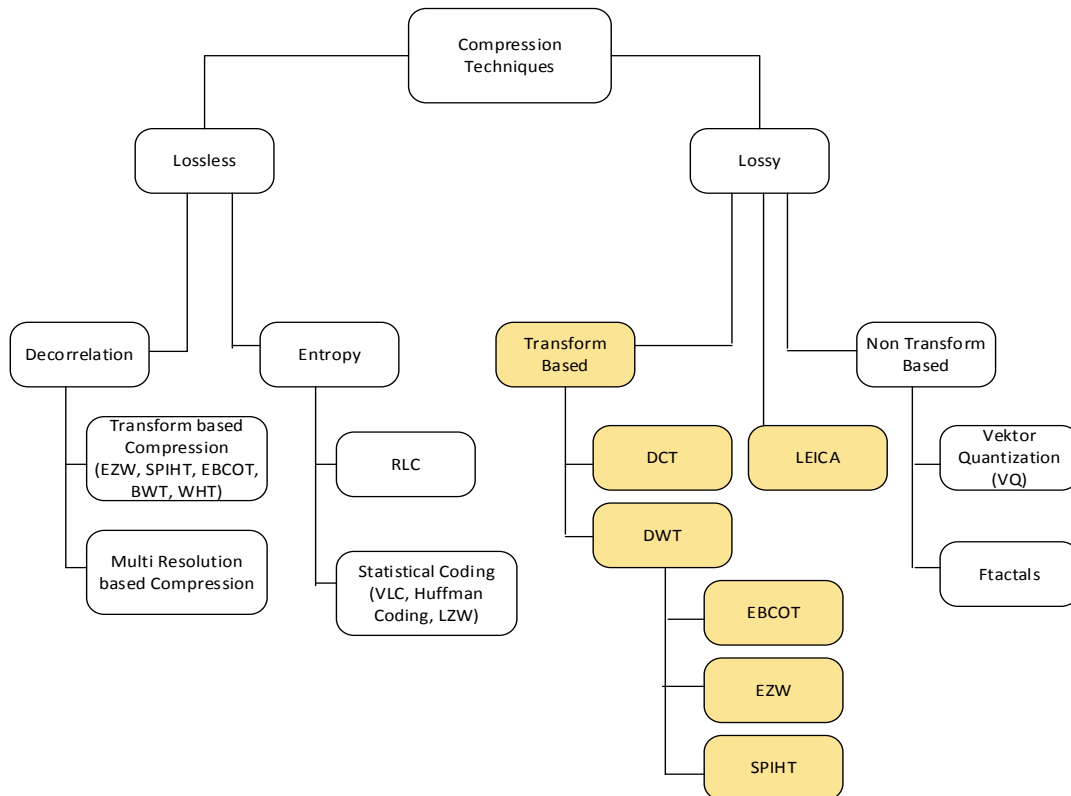 Compression
Techniques
Lossless
Lossy
Decorrelation
Entropy
Transform
Based
Non Transform
Based
Transform based
Compression
(EZW, SPIHT, EBCOT,
BWT, WHT)
RLC
DCT
LEICA
Vektor
Quantization
(VQ)
Multi Resolution
based Compression
Statistical Coding
(VLC, Huffman
Coding, LZW)
DWT
Ftactals
EBCOT
EZW
SPIHT